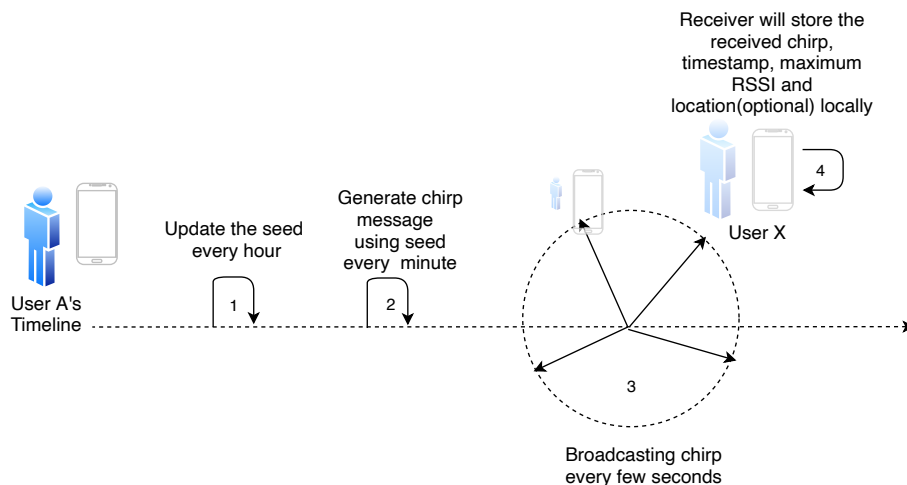 Receiver will store the
received chirp,
timestamp, maximum
RSSI and
location(optional) locally
4
User X
Generate chirp
message
using seed
every minute
Update the seed
every hour
1
2
User A's
Timeline
3
Broadcasting chirp
every few seconds